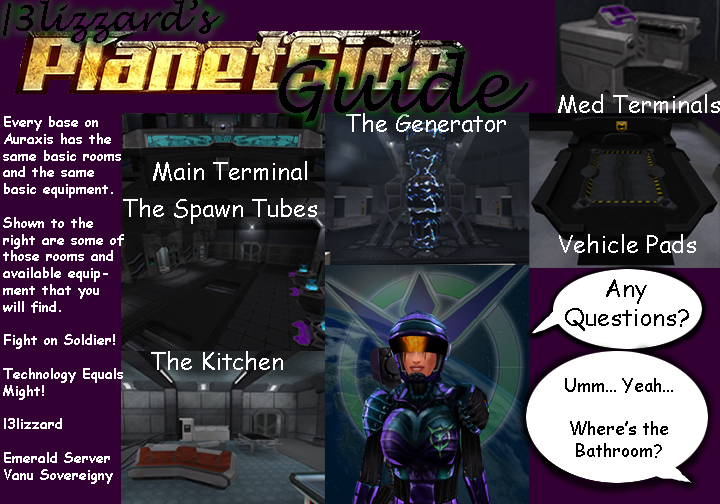 l3lizzard's
PlanetSide
Guide
Every base on
Auraxis has the
same basic rooms
and the same
basic equipment.
Shown to the
right are some of
those rooms and
available equip-
ment that you
will find.
Fight on Soldier!
Technology Equals
Might!
l3lizzard
Emerald Server
Vanu Sovereigny
Main Terminal
The Spawn Tubes
The Kitchen
The Generator
Med Terminals
Vehicle Pads
Any
Questions?
Umm... Yeah...
Where's the
Bathroom?